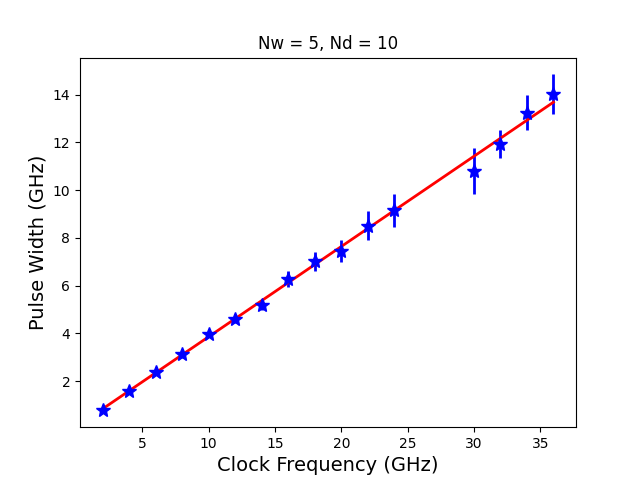 Nw = 5, Nd = 10
14
12
10
8
6
4
2
Pulse Width (GHz)
5 10 15 20 25 30 35
Clock Frequency (GHz)